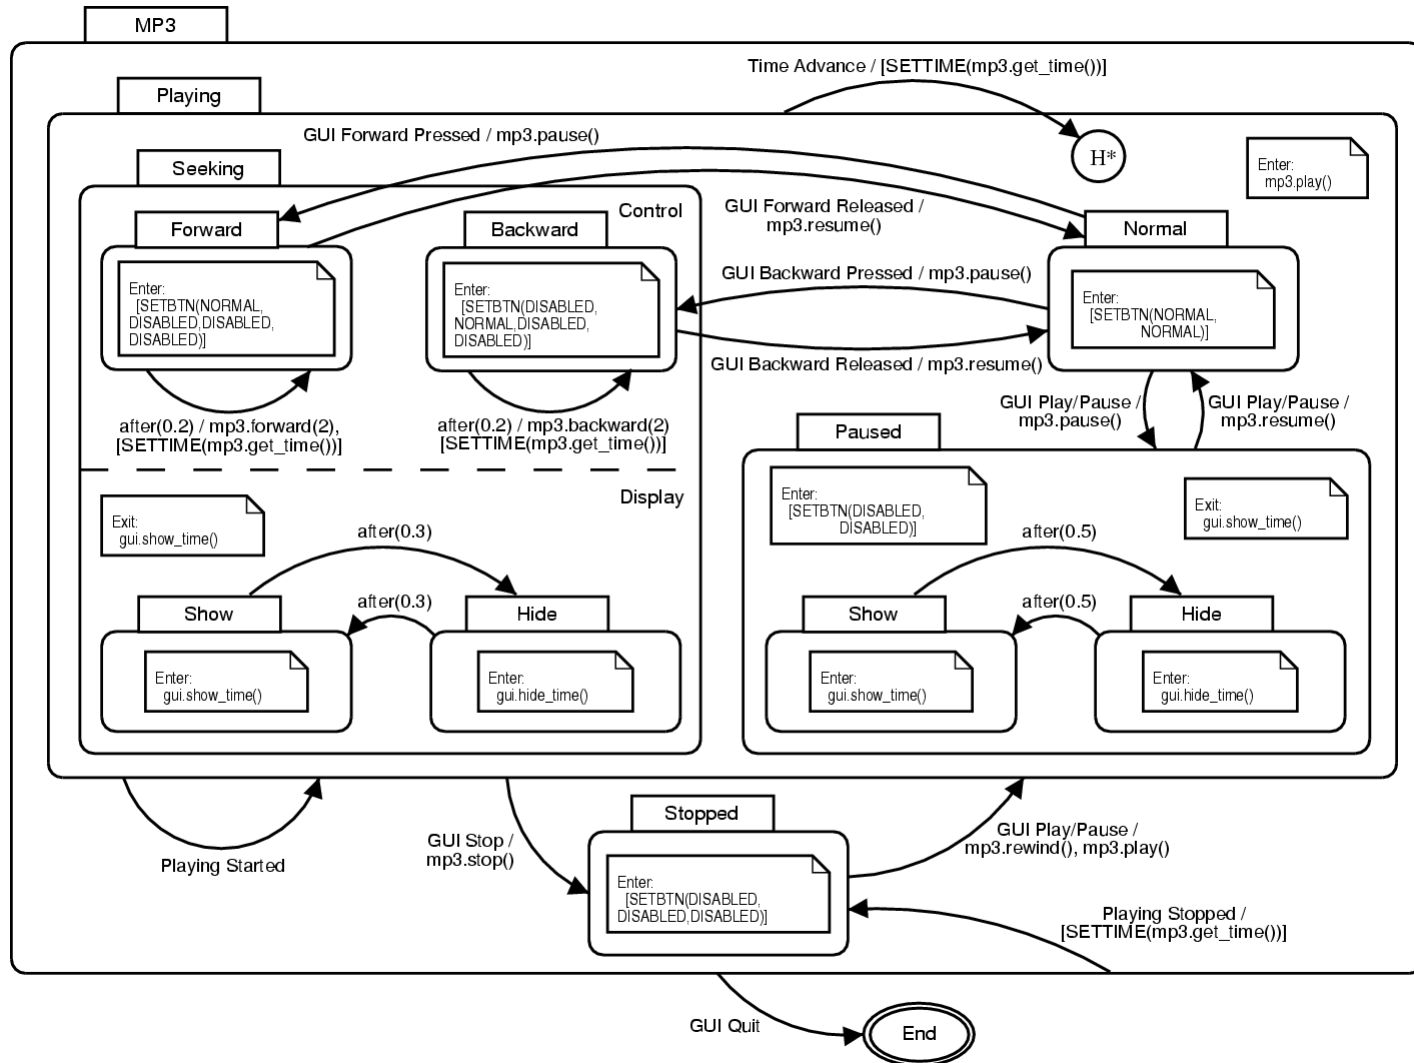 MP3
Time Advance / [SETTIME(mp3.get_time())]
Playing
GUI Forward Pressed / mp3.pause()
H*
Enter:
mp3.play()
Seeking
Control
GUI Forward Released /
mp3.resume()
Forward
Backward
Normal
Enter:
[SETBTN(NORMAL,
DISABLED,DISABLED,
DISABLED)]
Enter:
[SETBTN(DISABLED,
NORMAL,DISABLED,
DISABLED)]
GUI Backward Pressed / mp3.pause()
Enter:
[SETBTN(NORMAL,
NORMAL)]
GUI Backward Released / mp3.resume()
after(0.2) / mp3.forward(2),
[SETTIME(mp3.get_time())]
after(0.2) / mp3.backward(2)
[SETTIME(mp3.get_time())]
GUI Play/Pause /
mp3.pause()
GUI Play/Pause /
mp3.resume()
Paused
Display
Enter:
[SETBTN(DISABLED,
DISABLED)]
Exit:
gui.show_time()
Exit:
gui.show_time()
after(0.3)
after(0.5)
Show
after(0.3)
Hide
Show
after(0.5)
Hide
Enter:
gui.show_time()
Enter:
gui.hide_time()
Enter:
gui.show_time()
Enter:
gui.hide_time()
Playing Started
GUI Stop /
mp3.stop()
Stopped
GUI Play/Pause /
mp3.rewind(), mp3.play()
Enter:
[SETBTN(DISABLED,
DISABLED,DISABLED)]
Playing Stopped /
[SETTIME(mp3.get_time())]
GUI Quit
End